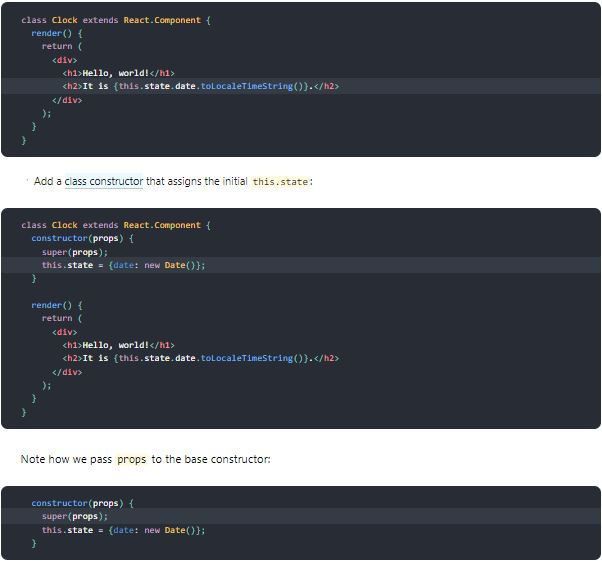 class Clock extends React.Component {
  render() {
    return (
      <div>
        <h1>Hello, world!</h1>
        <h2>It is {this.state.date.toLocaleTimeString()}.</h2>
      </div>
    );
  }
}
Add a class constructor that assigns the initial this.state:
class Clock extends React.Component {
  constructor(props) {
    super(props);
    this.state = {date: new Date()};
  }
  render() {
    return (
      <div>
        <h1>Hello, world!</h1>
        <h2>It is {this.state.date.toLocaleTimeString()}.</h2>
      </div>
    );
  }
}
Note how we pass props to the base constructor:
  constructor(props) {
    super(props);
    this.state = {date: new Date()};
  }